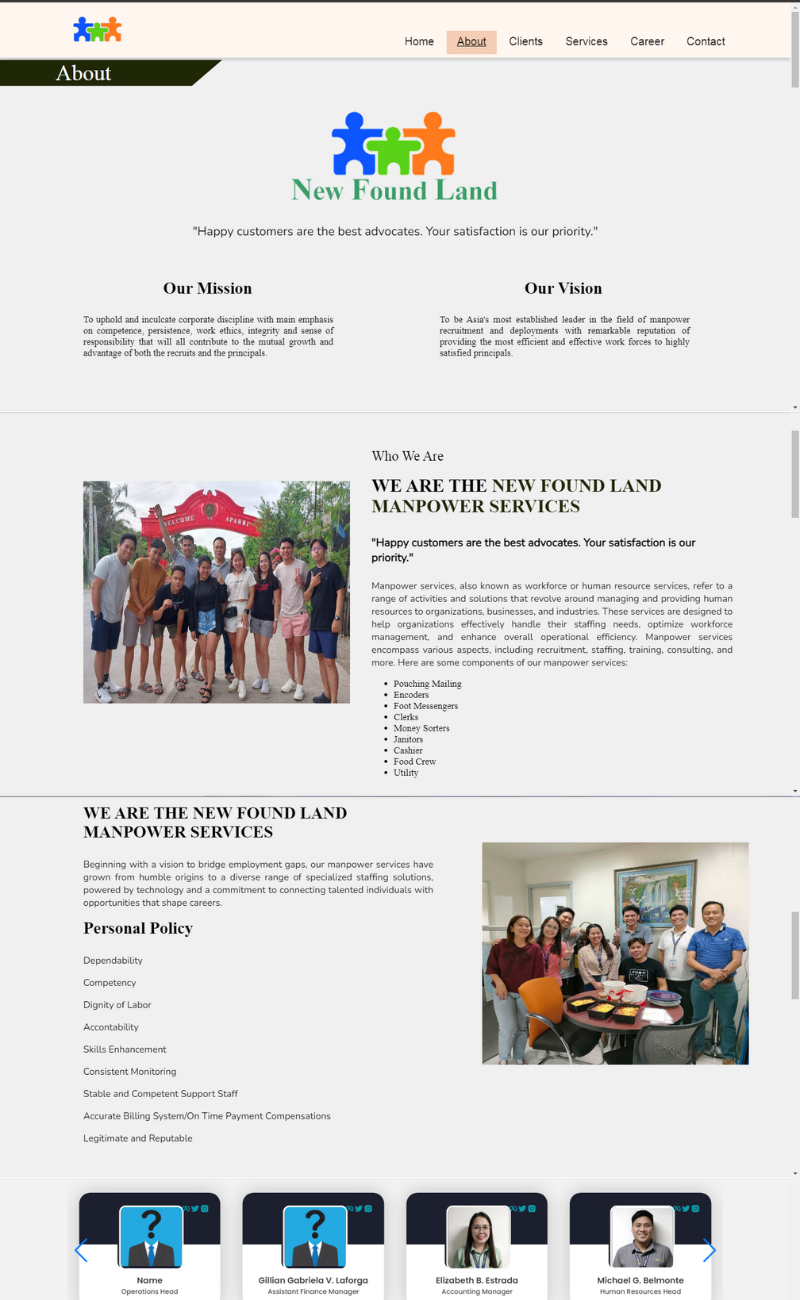 Home About Clients Services Career Contact
About
New Found Land
"Happy customers are the best advocates. Your satisfaction is our priority."
Our Mission
To uphold and inculcate corporate discipline with main emphasis
on competence, persistence, work ethics, integrity and sense of
responsibility that will all contribute to the mutual growth and
advantage of both the recruits and the principals.
Our Vision
To be Asia's most established leader in the field of manpower
recruitment and deployments with remarkable reputation of
providing the most efficient and effective work forces to highly
satisfied principals.
WELCOME APARRI
Who We Are
WE ARE THE NEW FOUND LAND
MANPOWER SERVICES
"Happy customers are the best advocates. Your satisfaction is our
priority."
Manpower services, also known as workforce or human resource services, refer to a
range of activities and solutions that revolve around managing and providing human
resources to organizations, businesses, and industries. These services are designed to
help organizations effectively handle their staffing needs, optimize workforce
management, and enhance overall operational efficiency. Manpower services
encompass various aspects, including recruitment, staffing, training, consulting, and
more. Here are some components of our manpower services:
Pouching Mailing
Encoders
Foot Messengers
Clerks
Money Sorters
Janitors
Cashier
Food Crew
Utility
WE ARE THE NEW FOUND LAND
MANPOWER SERVICES
Beginning with a vision to bridge employment gaps, our manpower services have
grown from humble origins to a diverse range of specialized staffing solutions,
powered by technology and a commitment to connecting talented individuals with
opportunities that shape careers.
Personal Policy
Dependability
Competency
Dignity of Labor
Accontability
Skills Enhancement
Consistent Monitoring
Stable and Competent Support Staff
Accurate Billing System/On Time Payment Compensations
Legitimate and Reputable
?
Name
Operations Head
?
Gillian Gabriela V. Laforga
Assistant Finance Manager
Elizabeth B. Estrada
Accounting Manager
Michael G. Belmonte
Human Resources Head